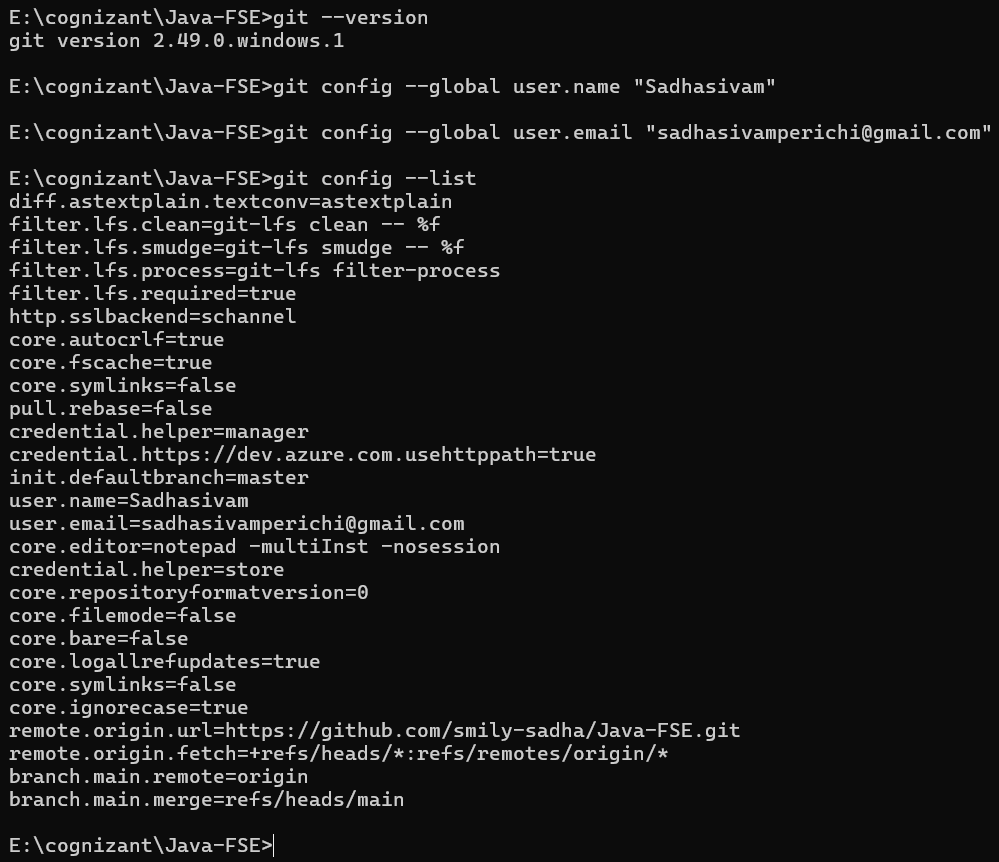 E:\cognizant\Java-FSE>git --version
git version 2.49.0.windows.1
E:\cognizant\Java-FSE>git config --global user.name "Sadhasivam"
E:\cognizant\Java-FSE>git config --global user.email "sadhasivamperichi@gmail.com"
E:\cognizant\Java-FSE>git config --list
diff.astextplain.textconv=astextplain
filter.lfs.clean=git-lfs clean -- %f
filter.lfs.smudge=git-lfs smudge -- %f
filter.lfs.process=git-lfs filter-process
filter.lfs.required=true
http.sslbackend=schannel
core.autocrlf=true
core.fscache=true
core.symlinks=false
pull.rebase=false
credential.helper=manager
credential.https://dev.azure.com.usehttppath=true
init.defaultbranch=master
user.name=Sadhasivam
user.email=sadhasivamperichi@gmail.com
core.editor=notepad -multiInst -nosession
credential.helper=store
core.repositoryformatversion=0
core.filemode=false
core.bare=false
core.logallrefupdates=true
core.symlinks=false
core.ignorecase=true
remote.origin.url=https://github.com/smily-sadha/Java-FSE.git
remote.origin.fetch=+refs/heads/*:refs/remotes/origin/*
branch.main.remote=origin
branch.main.merge=refs/heads/main
E:\cognizant\Java-FSE>